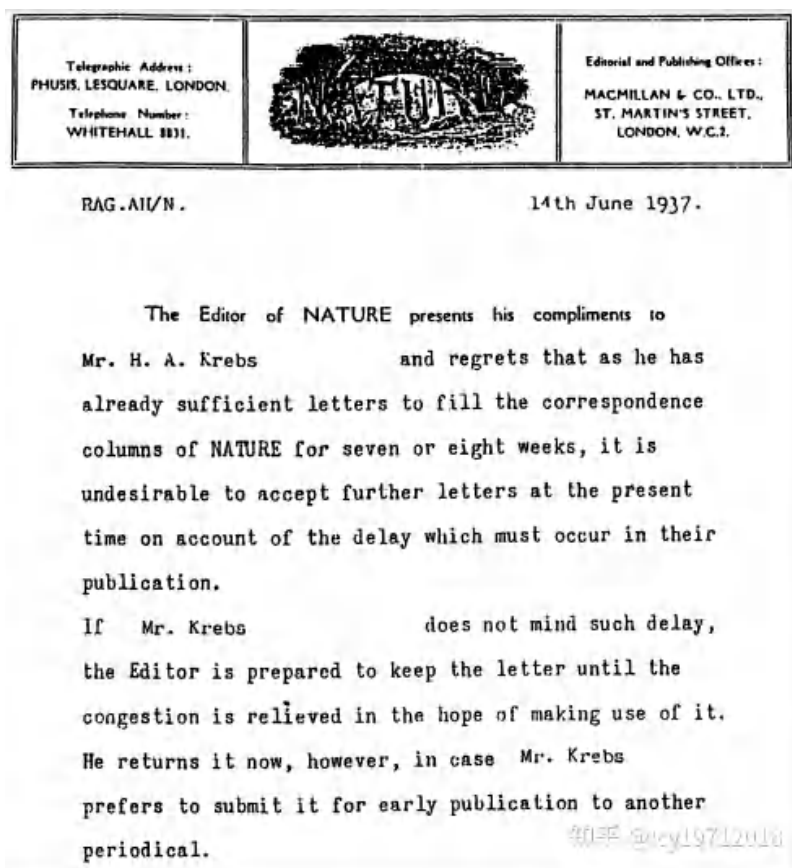 Telegraphic Address:
PHUSIS, LESQUARE, LONDON.
Telephone Number:
WHITEHALL 8831.
NATURE
Editorial and Publishing Offices:
MACMILLAN & CO., LTD.,
ST. MARTIN'S STREET,
LONDON, W.C.2.
14th June 1937.
The Editor of NATURE presents his compliments to
Mr. H. A. Krebs and regrets that as he has
already sufficient letters to fill the correspondence
columns of NATURE for seven or eight weeks, it is
undesirable to accept further letters at the present
time on account of the delay which must occur in their
publication.
If Mr. Krebs does not mind such delay,
the Editor is prepared to keep the letter until the
congestion is relieved in the hope of making use of it.
He returns it now, however, in case Mr. Krebs
prefers to submit it for early publication to another
periodical.
知乎